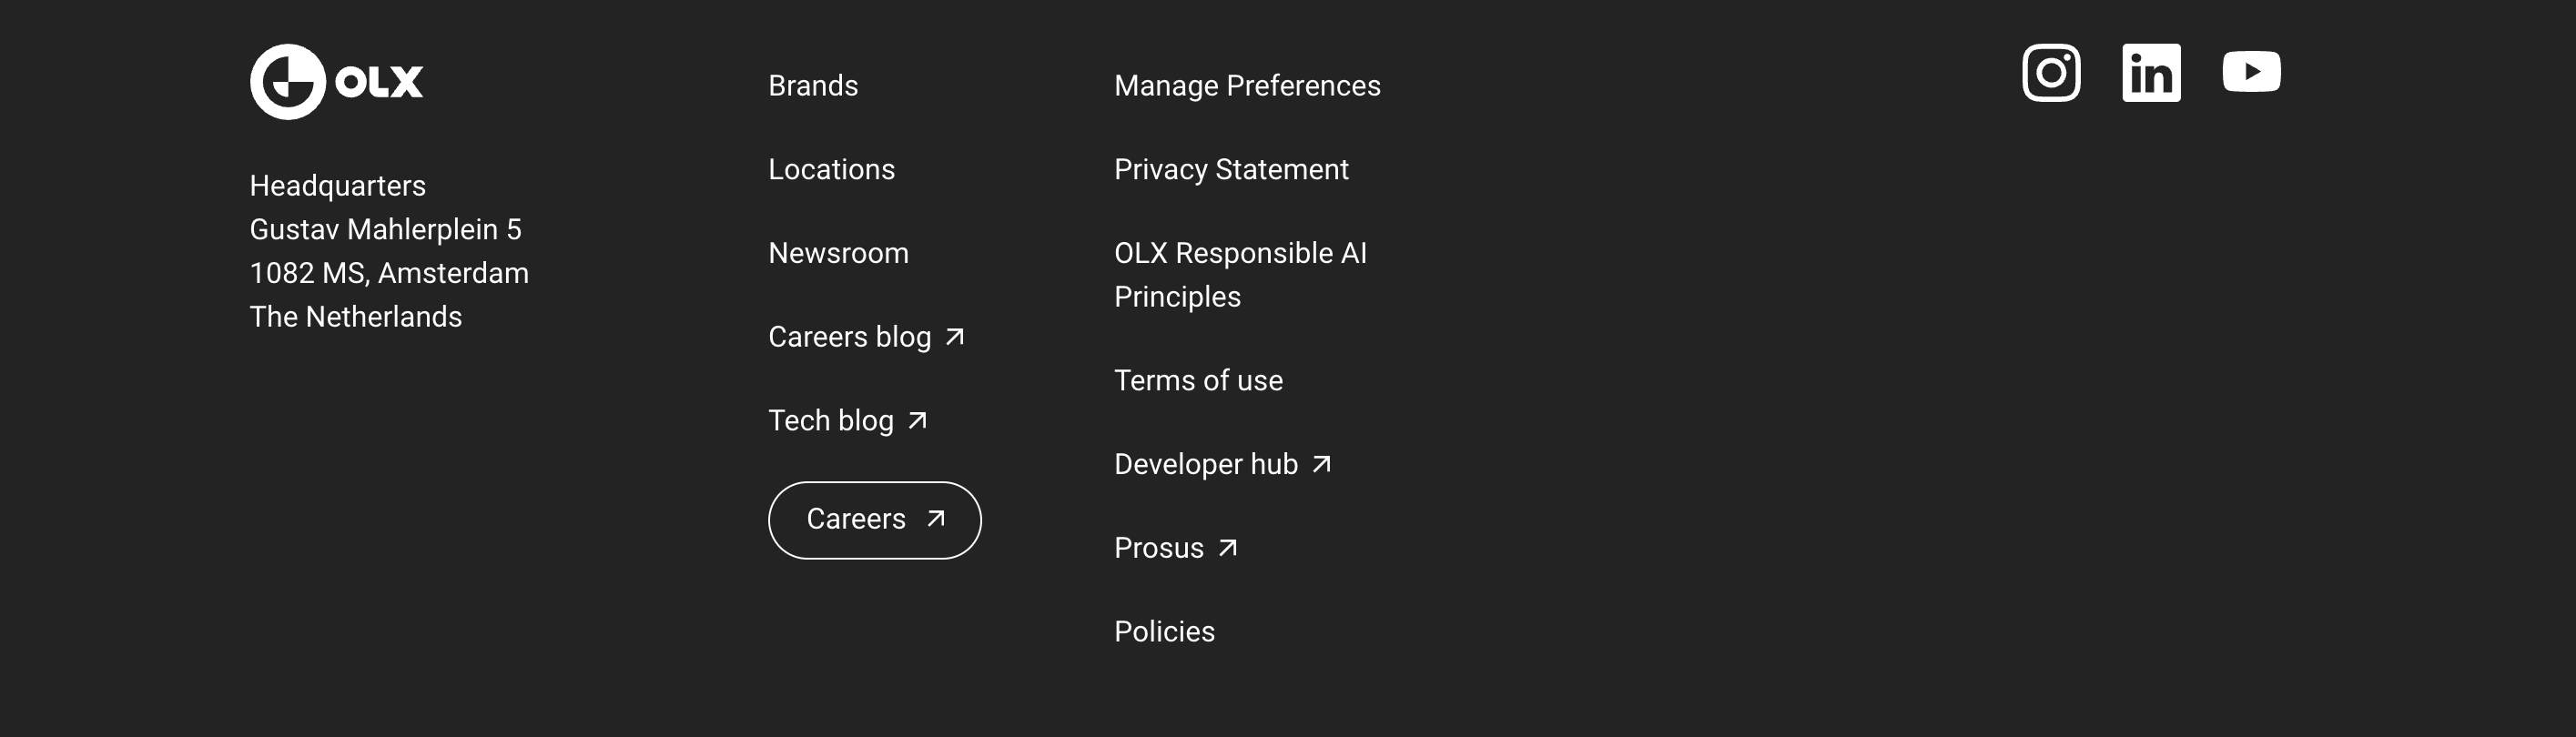 OLX
Headquarters
Gustav Mahlerplein 5
1082 MS, Amsterdam
The Netherlands
Brands
Locations
Newsroom
Careers blog
Tech blog
Careers
Manage Preferences
Privacy Statement
OLX Responsible AI
Principles
Terms of use
Developer hub
Prosus
Policies
in